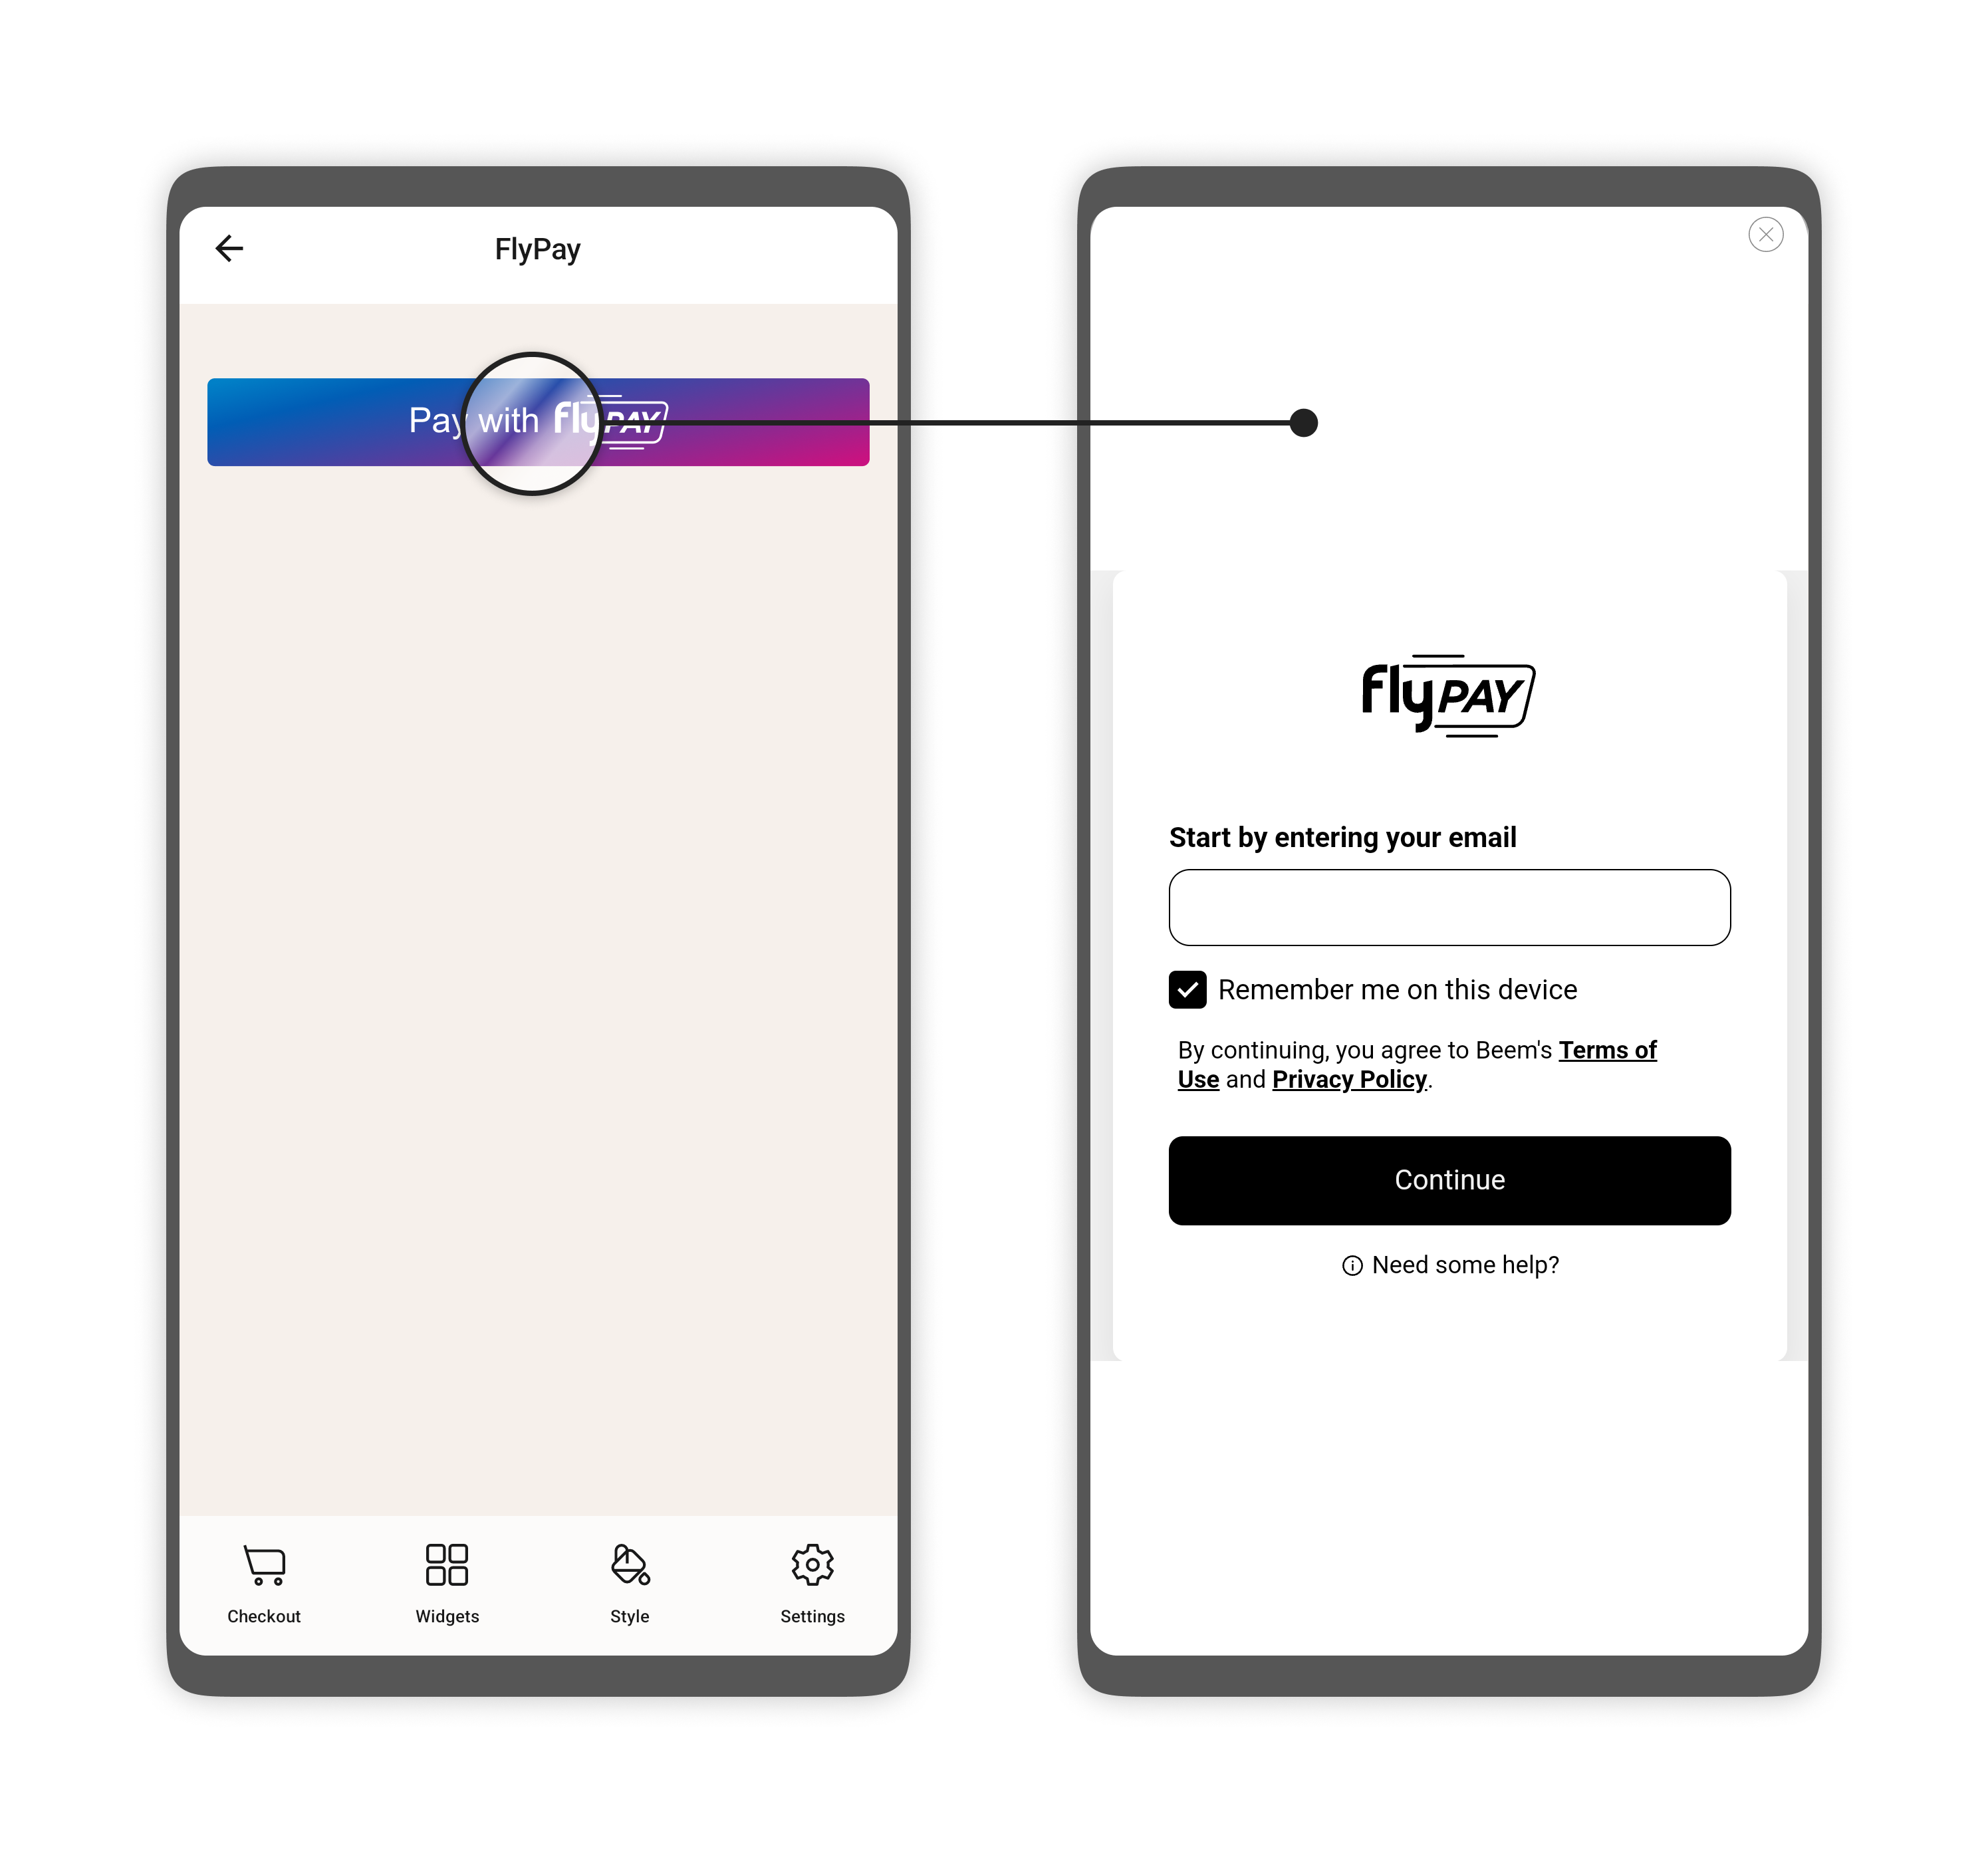 FlyPay
Pay with flyPAY
Checkout
Widgets
Style
Settings
flyPAY
Start by entering your email
Remember me on this device
By continuing, you agree to Beem's Terms of
Use and Privacy Policy.
Continue
Need some help?